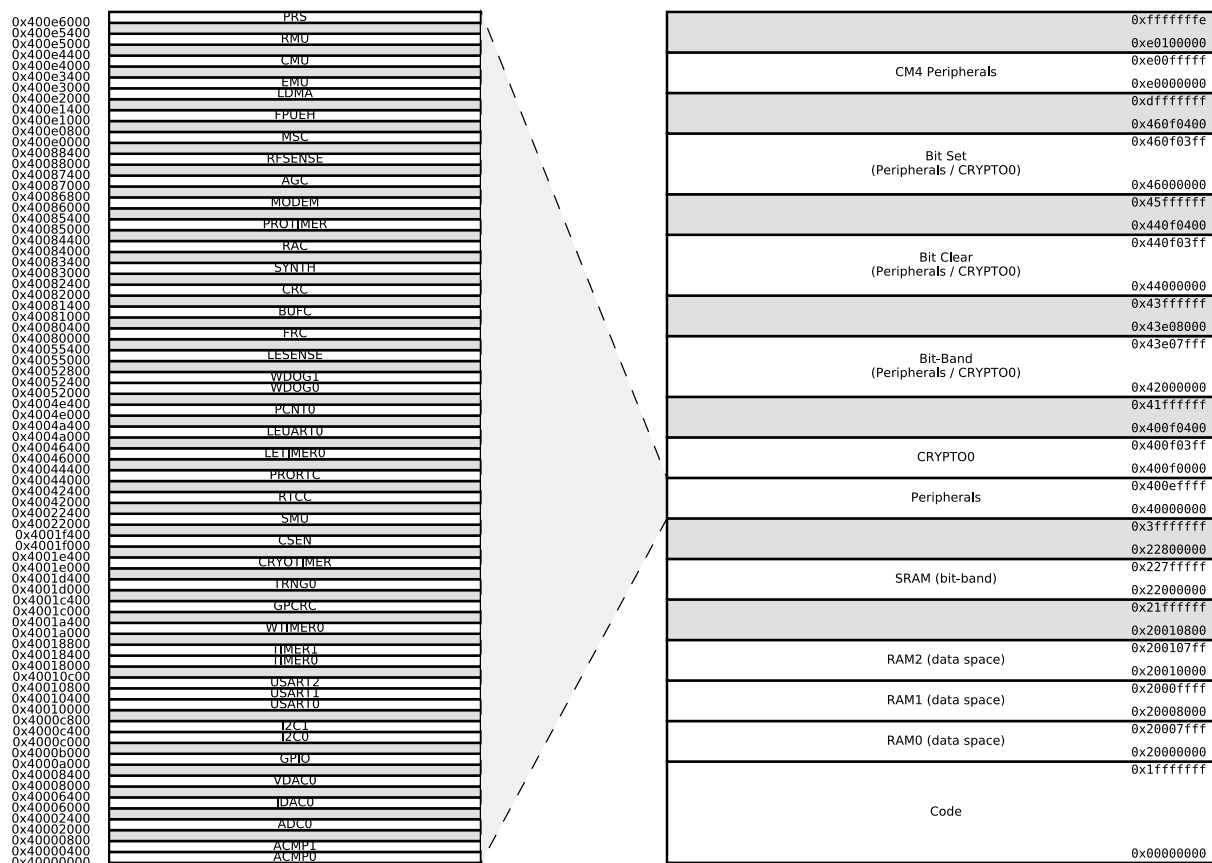 PRS
0x400e6000
0x400e5400
RMU
0x400e5000
0x400e4400
CMU
0x400e4000
0x400e3400
EMU
0x400e3000
LDMA
0x400e2000
0x400e1400
FPUEH
0x400e1000
0x400e0800
MSC
0x400e0000
0x40088400
RFSENSE
0x40088000
0x40087400
AGC
0x40087000
0x40086800
MODEM
0x40086000
0x40085400
PROTIMER
0x40085000
0x40084400
RAC
0x40084000
0x40083400
SYNTH
0x40083000
0x40082400
CRC
0x40082000
0x40081400
BUFC
0x40081000
0x40080400
FRC
0x40080000
0x40055400
LESENSE
0x40055000
0x40052800
WDOG1
0x40052400
WDOG0
0x40052000
0x4004e400
PCNT0
0x4004e000
0x4004a400
LEUART0
0x4004a000
0x40046400
LETIMER0
0x40046000
0x40044400
PRORTC
0x40044000
0x40042400
RTCC
0x40042000
0x40022400
SMU
0x40022000
0x4001f400
CSEN
0x4001f000
0x4001e400
CRYOTIMER
0x4001e000
0x4001d400
TRNG0
0x4001d000
0x4001c400
GPCRC
0x4001c000
0x4001a400
WTIMER0
0x4001a000
0x40018800
TIMER1
0x40018400
TIMER0
0x40018000
0x40010c00
USART2
0x40010800
USART1
0x40010400
USART0
0x40010000
0x4000c800
I2C1
0x4000c400
I2C0
0x4000c000
0x4000b000
GPIO
0x4000a000
0x40008400
VDAC0
0x40008000
0x40006400
IDAC0
0x40006000
0x40002400
ADC0
0x40002000
0x40000800
ACMP1
0x40000400
ACMP0
0x40000000
0xfffffffe
0xe0100000
0xe00fffff
CM4 Peripherals
0xe0000000
0xdfffffff
0x460f0400
0x460f03ff
Bit Set
(Peripherals / CRYPTO0)
0x46000000
0x45ffffff
0x440f0400
0x440f03ff
Bit Clear
(Peripherals / CRYPTO0)
0x44000000
0x43ffffff
0x43e08000
0x43e07fff
Bit-Band
(Peripherals / CRYPTO0)
0x42000000
0x41ffffff
0x400f0400
0x400f03ff
CRYPTO0
0x400f0000
0x400effff
Peripherals
0x40000000
0x3fffffff
0x22800000
0x227fffff
SRAM (bit-band)
0x22000000
0x21ffffff
0x20010800
0x200107ff
RAM2 (data space)
0x20010000
0x2000ffff
RAM1 (data space)
0x20008000
0x20007fff
RAM0 (data space)
0x20000000
0x1fffffff
Code
0x00000000